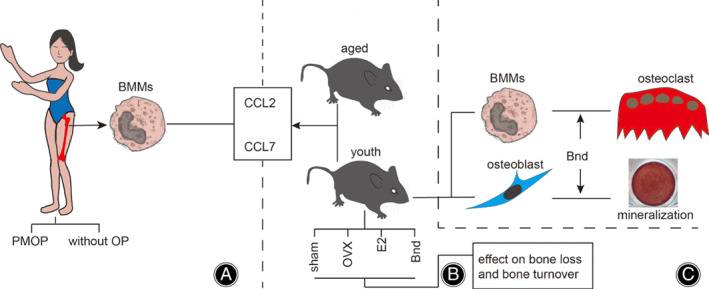 BMMs
PMOP
without OP
A
CCL2
CCL7
aged
youth
sham
OVX
E2
Bnd
B
effect on bone loss
and bone turnover
BMMs
osteoblast
Bnd
osteoclast
mineralization
C